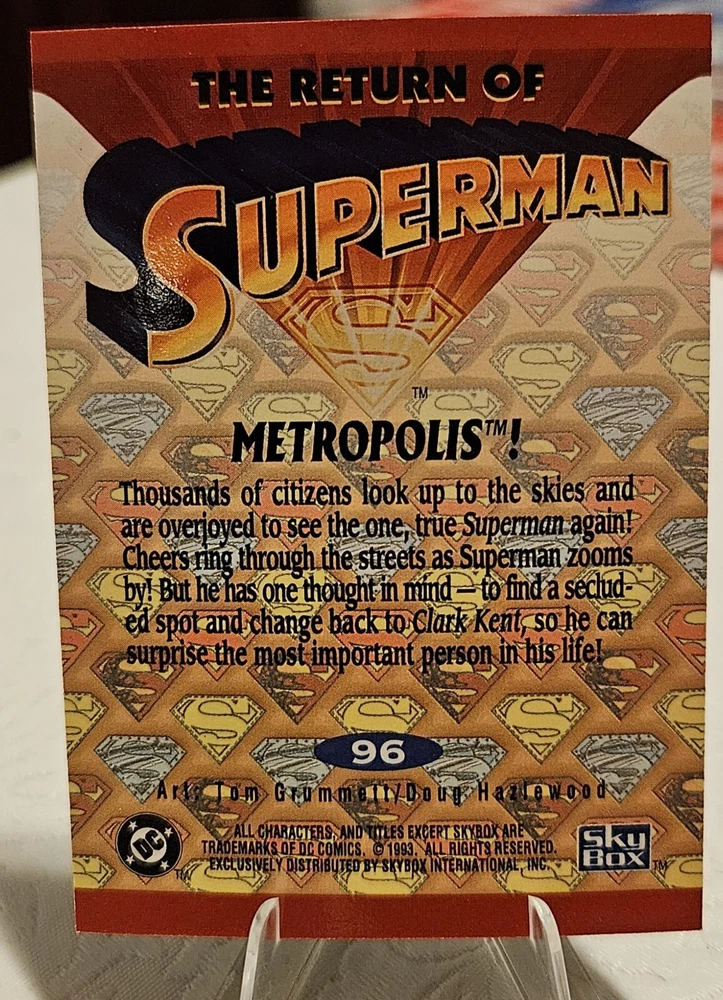 THE RETURN OF
SUPERMAN
TM
METROPOLIS™!
Thousands of citizens look up to the skies and
are overjoyed to see the one, true Superman again!
Cheers ring through the streets as Superman zooms
by! But he has one thought in mind — to find a seclud-
ed spot and change back to Clark Kent, so he can
surprise the most important person in his life!
96
Art: Tom Grummett/Doug Hazlewood
DC
TM
ALL CHARACTERS, AND TITLES EXCEPT SKYBOX ARE
TRADEMARKS OF DC COMICS. © 1993. ALL RIGHTS RESERVED.
EXCLUSIVELY DISTRIBUTED BY SKYBOX INTERNATIONAL, INC.
Sky
Box
TM